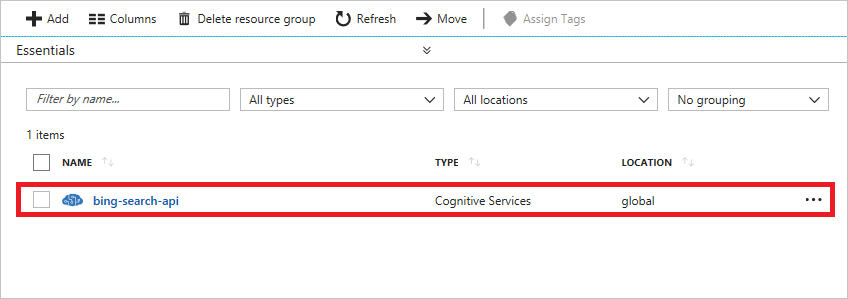 Add Columns Delete resource group Refresh Move Assign Tags
Essentials
Filter by name... All types All locations No grouping
1 items
NAME TYPE LOCATION
bing-search-api Cognitive Services global